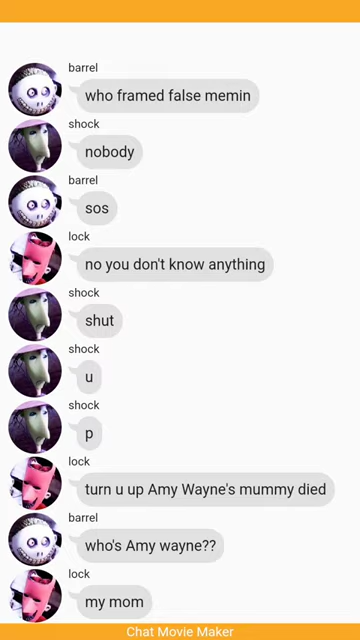 barrel
who framed false memin
shock
nobody
barrel
sos
lock
no you don't know anything
shock
shut
shock
u
shock
p
lock
turn u up Amy Wayne's mummy died
barrel
who's Amy wayne??
lock
my mom
Chat Movie Maker